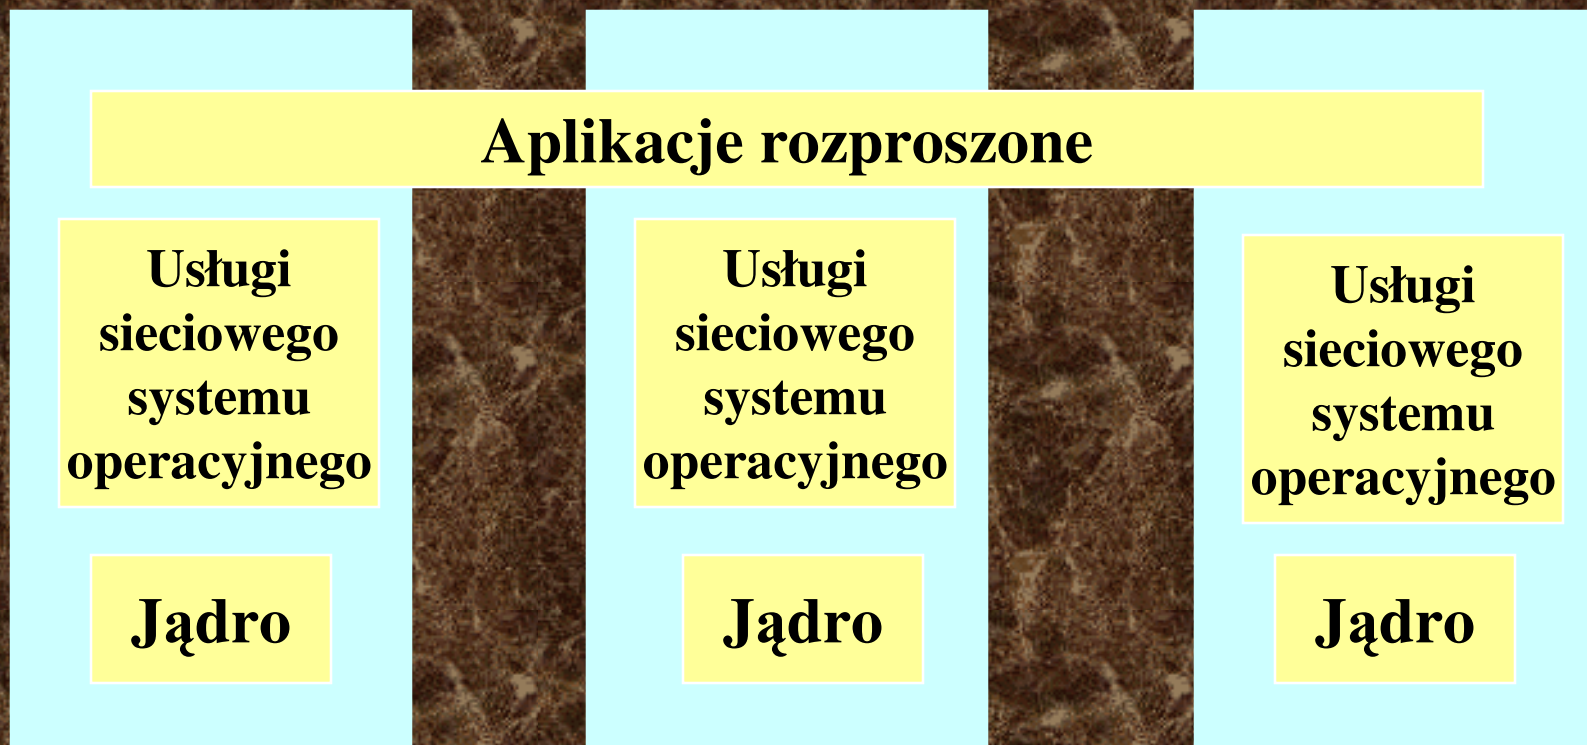 Aplikacje rozproszone
Usługi
sieciowego
systemu
operacyjnego
Usługi
sieciowego
systemu
operacyjnego
Usługi
sieciowego
systemu
operacyjnego
Jądro
Jądro
Jądro